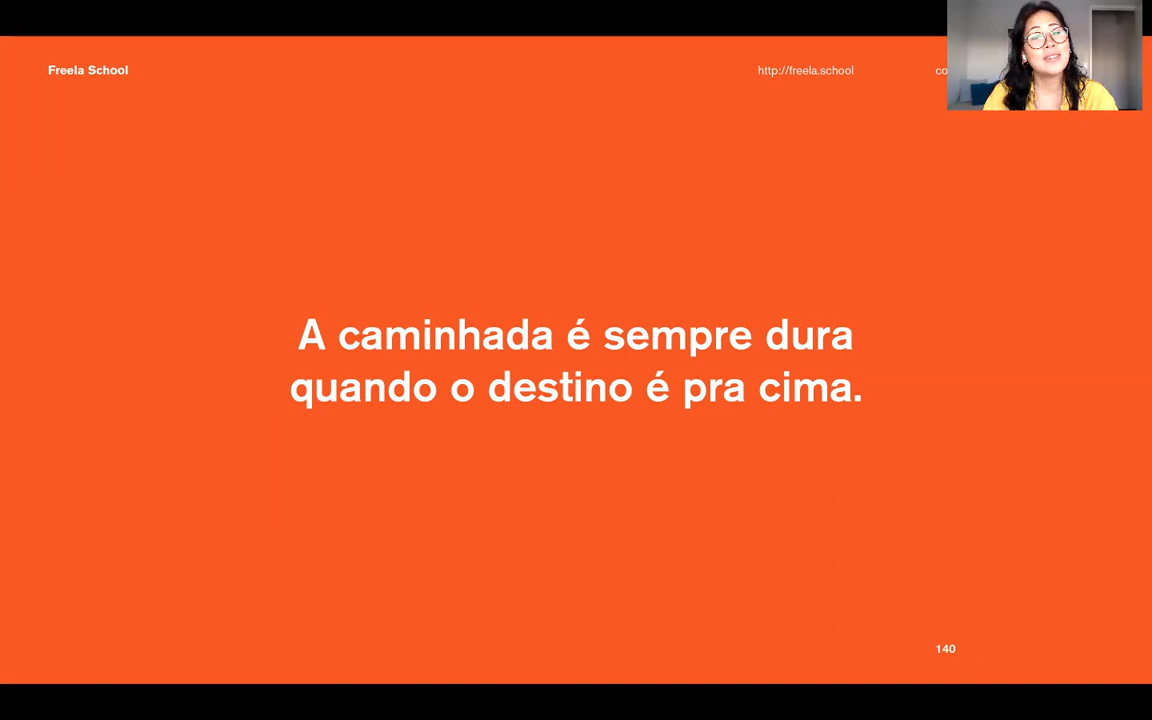 Freela School
http://freela.school
A caminhada é sempre dura
quando o destino é pra cima.
140